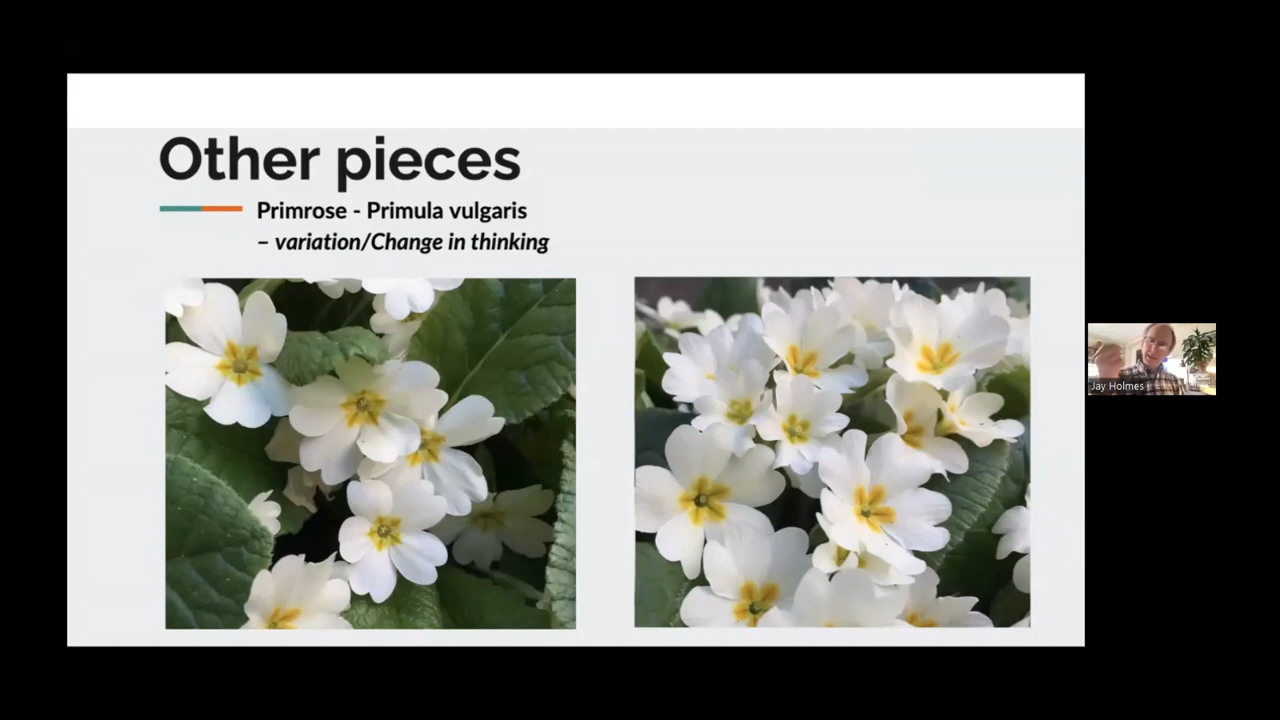 Other pieces
Primrose - Primula vulgaris
– variation/Change in thinking
Jay Holmes